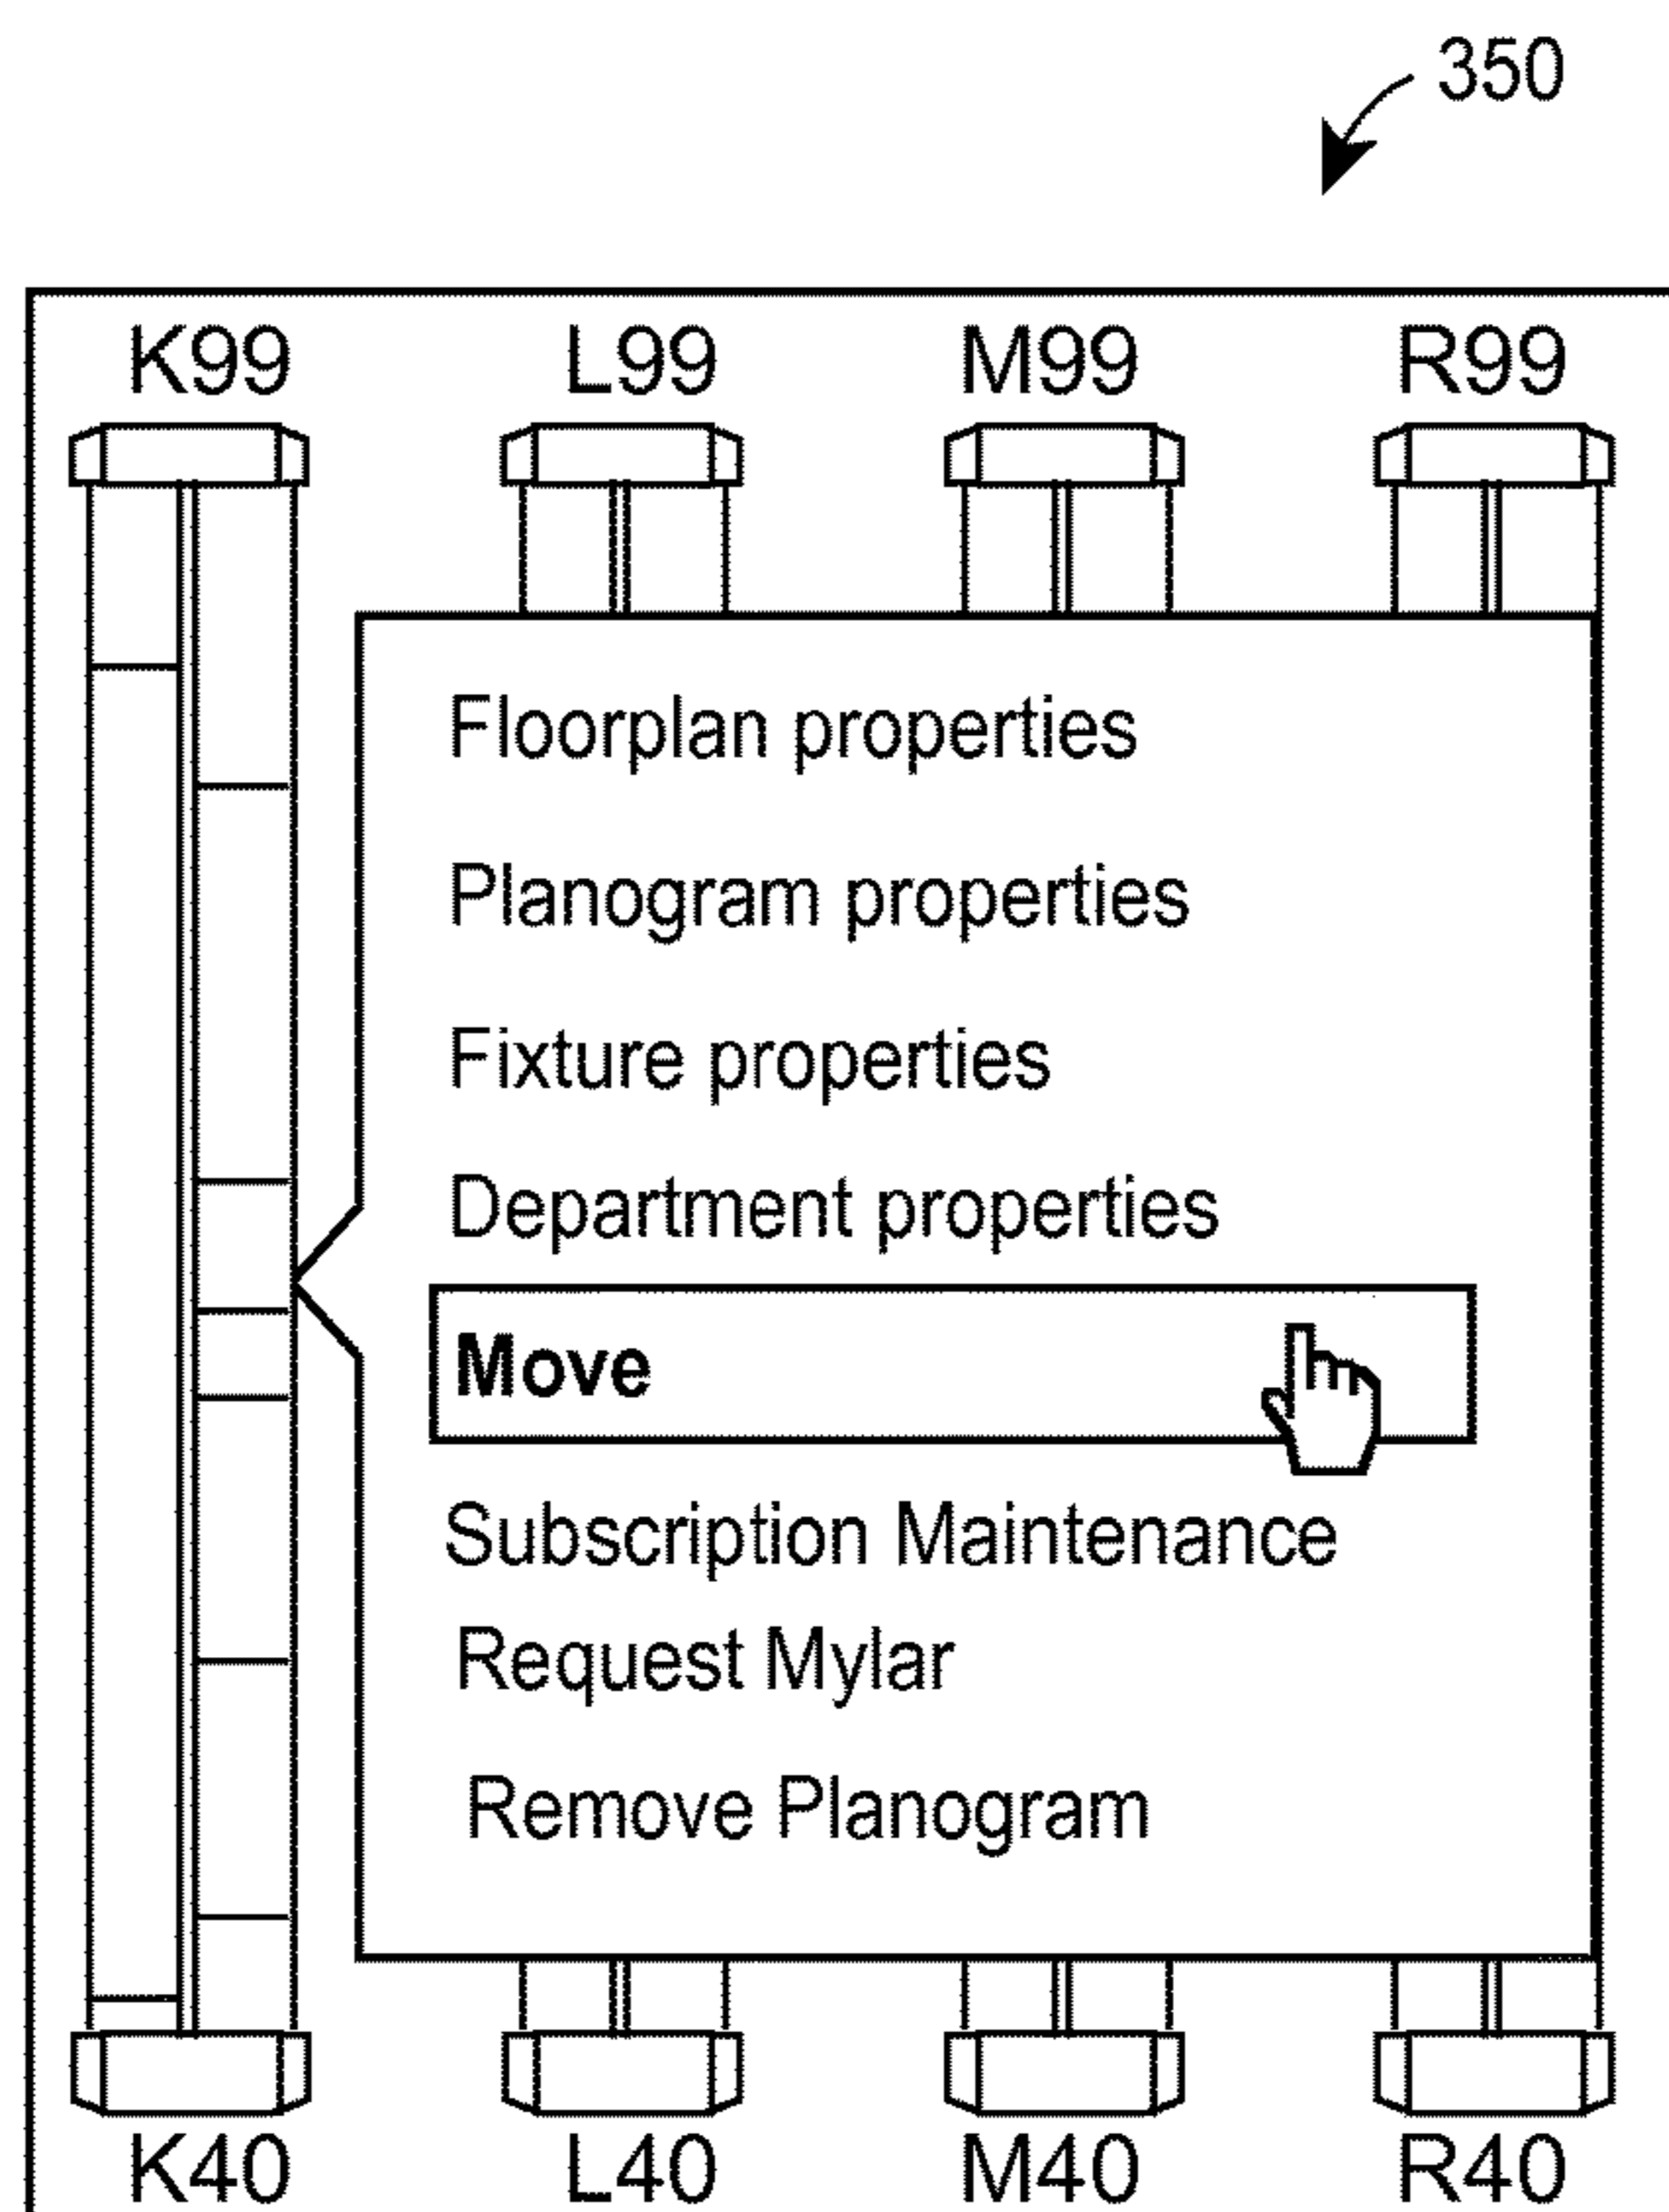 350
K99 L99 M99 R99
Floorplan properties
Planogram properties
Fixture properties
Department properties
Move
Subscription Maintenance
Request Mylar
Remove Planogram
K40 L40 M40 R40